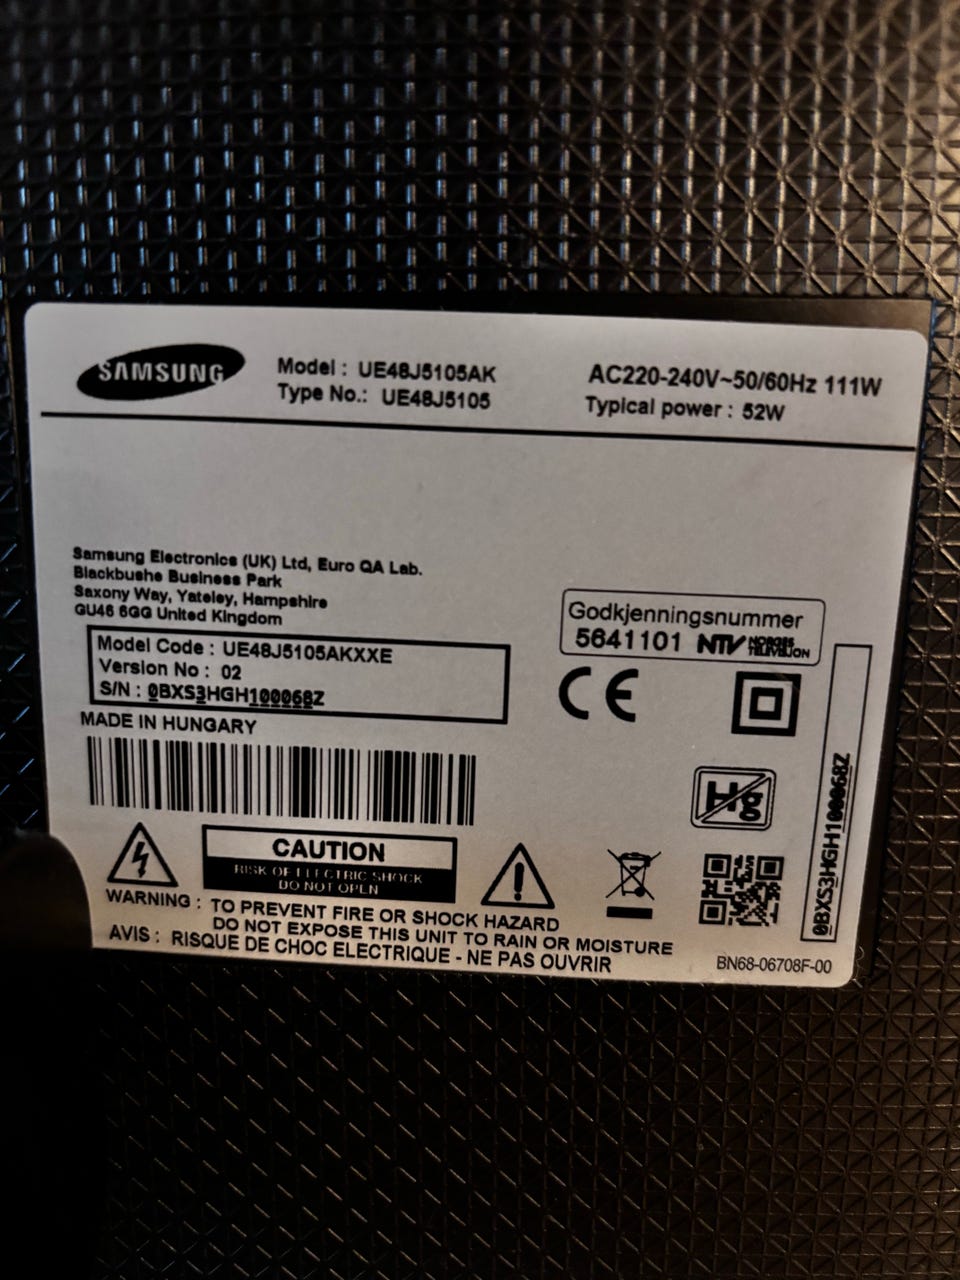 SAMSUNG
Model : UE48J5105AK
Type No.: UE48J5105
AC220-240V~50/60Hz 111W
Typical power : 52W
Samsung Electronics (UK) Ltd, Euro QA Lab.
Blackbushe Business Park
Saxony Way, Yateley, Hampshire
GU46 6GG United Kingdom
Model Code : UE48J5105AKXXE
Version No : 02
S/N : 0BXS3HGH100068Z
MADE IN HUNGARY
Godkjenningsnummer
5641101 NTV NORGES TELEVISJON
CE
Hg
0BXS3HGH100068Z
CAUTION
RISK OF ELECTRIC SHOCK
DO NOT OPEN
WARNING : TO PREVENT FIRE OR SHOCK HAZARD
DO NOT EXPOSE THIS UNIT TO RAIN OR MOISTURE
AVIS : RISQUE DE CHOC ELECTRIQUE - NE PAS OUVRIR
BN68-06708F-00